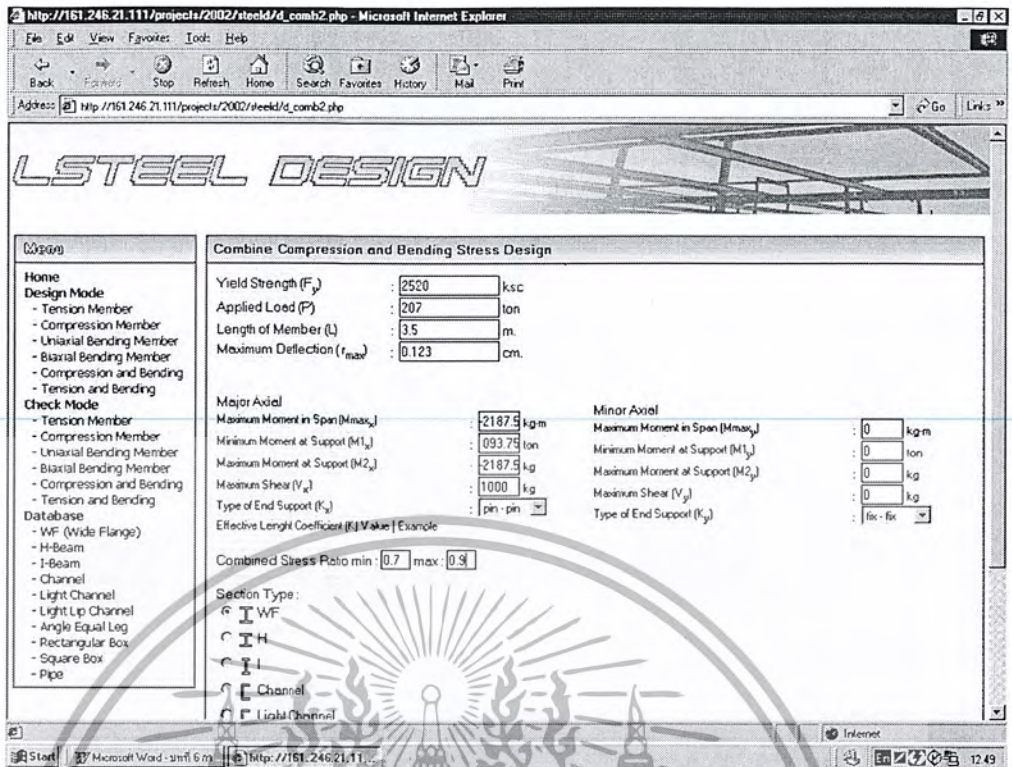 http://161.246.21.111/projects/2002/steeld/d_comb2.php - Microsoft Internet Explorer
File Edit View Favorites Tools Help
Back Forward Stop Refresh Home Search Favorites History Mail Print
Address http://161.246.21.111/projects/2002/steeld/d_comb2.php Go Links »
LSTEEL DESIGN
Menu
Home
Design Mode
- Tension Member
- Compression Member
- Uniaxial Bending Member
- Biaxial Bending Member
- Compression and Bending
- Tension and Bending
Check Mode
- Tension Member
- Compression Member
- Uniaxial Bending Member
- Biaxial Bending Member
- Compression and Bending
- Tension and Bending
Database
- WF (Wide Flange)
- H-Beam
- I-Beam
- Channel
- Light Channel
- Light Lip Channel
- Angle Equal Leg
- Rectangular Box
- Square Box
- Pipe
Combine Compression and Bending Stress Design
Yield Strength (Fy) : 2520 ksc
Applied Load (P) : 207 ton
Length of Member (L) : 3.5 m.
Maximum Deflection (rmax) : 0.123 cm.
Major Axial
Maximum Moment in Span (Mmaxx) : -2187.5 kg-m
Minimum Moment at Support (M1x) : 093.75 ton
Maximum Moment at Support (M2x) : -2187.5 kg
Maximum Shear (Vx) : 1000 kg
Type of End Support (Kx) : pin - pin
Effective Lenght Coefficient (K) Value | Example
Minor Axial
Maximum Moment in Span (Mmaxy) : 0 kg-m
Minimum Moment at Support (M1y) : 0 ton
Maximum Moment at Support (M2y) : 0 kg
Maximum Shear (Vy) : 0 kg
Type of End Support (Ky) : fix - fix
Combined Stress Ratio min : 0.7 max : 0.9
Section Type :
WF
H
I
Channel
Light Channel
Internet
Start Microsoft Word - บทที่ 6 ก... http://161.246.21.11... En 12:49